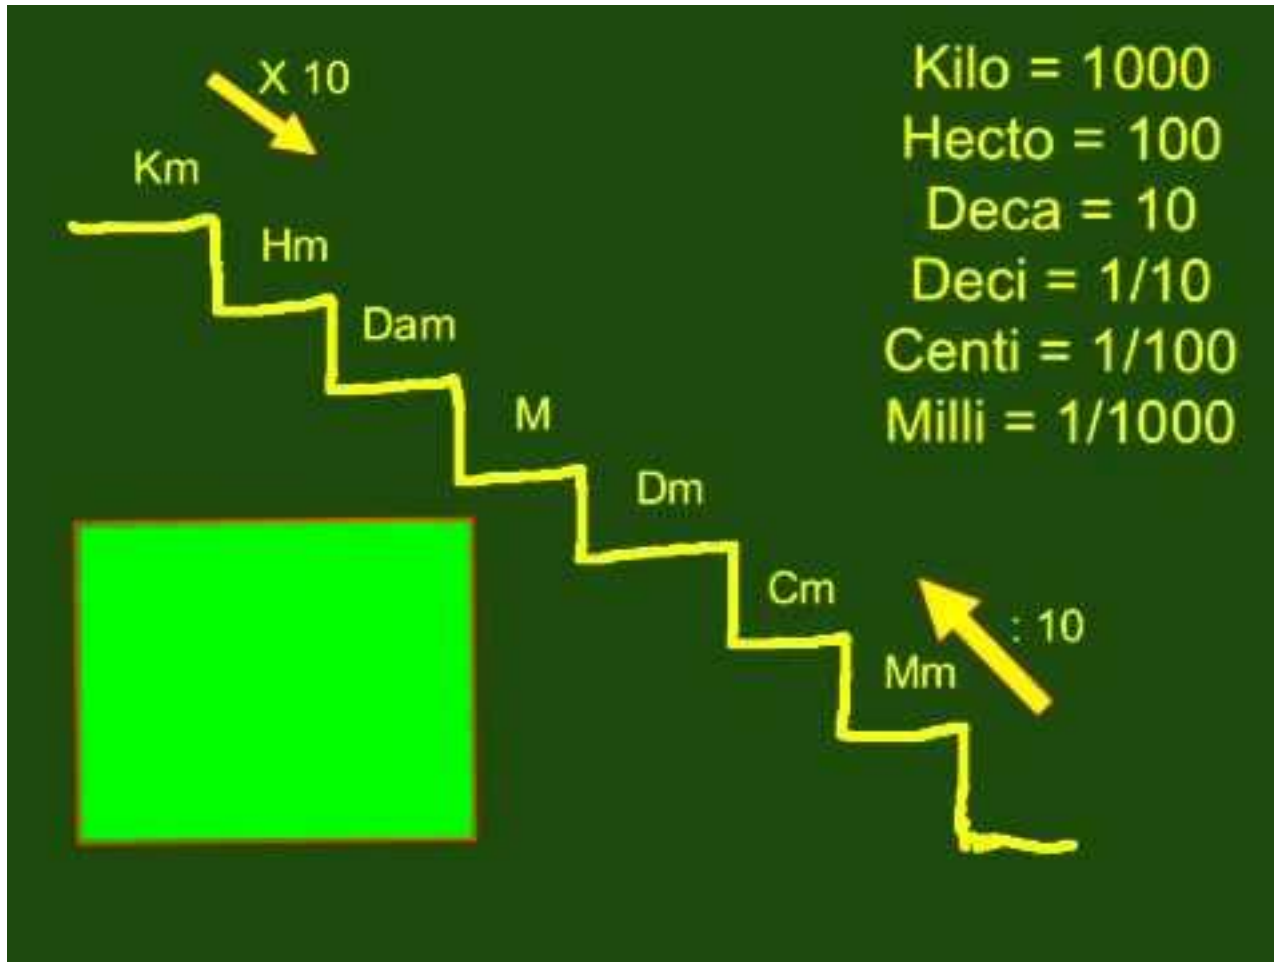 X 10
Km
Hm
Dam
M
Dm
Cm
Mm
: 10
Kilo = 1000
Hecto = 100
Deca = 10
Deci = 1/10
Centi = 1/100
Milli = 1/1000